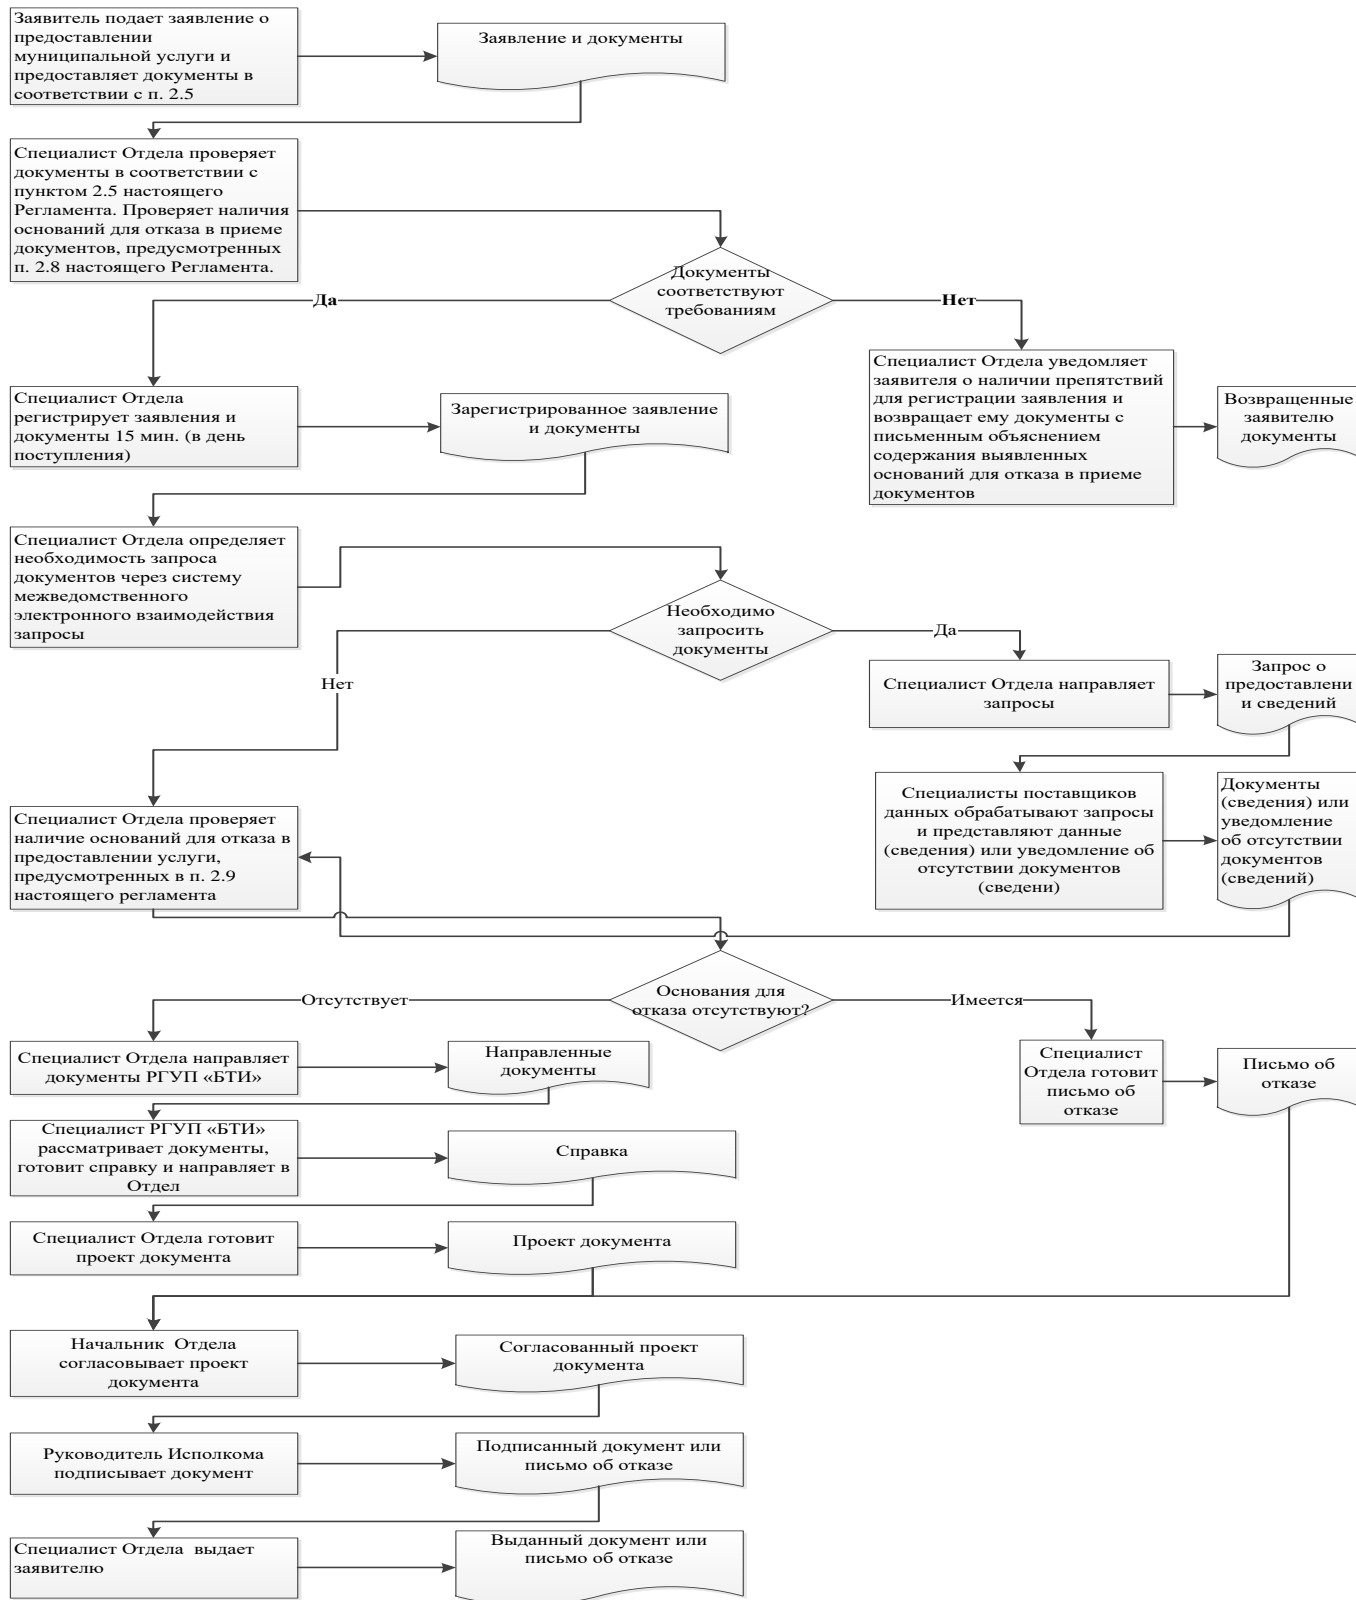 Заявитель подает заявление о
предоставлении
муниципальной услуги и
предоставляет документы в
соответствии с п. 2.5
Заявление и документы
Специалист Отдела проверяет
документы в соответствии с
пунктом 2.5 настоящего
Регламента. Проверяет наличия
оснований для отказа в приеме
документов, предусмотренных
п. 2.8 настоящего Регламента.
Документы
соответствуют
требованиям
Да
Нет
Специалист Отдела
регистрирует заявления и
документы 15 мин. (в день
поступления)
Зарегистрированное заявление
и документы
Специалист Отдела уведомляет
заявителя о наличии препятствий
для регистрации заявления и
возвращает ему документы с
письменным объяснением
содержания выявленных
оснований для отказа в приеме
документов
Возвращенные
заявителю
документы
Специалист Отдела определяет
необходимость запроса
документов через систему
межведомственного
электронного взаимодействия
запросы
Необходимо
запросить
документы
Да
Нет
Специалист Отдела направляет
запросы
Запрос о
предоставлени
и сведений
Специалисты поставщиков
данных обрабатывают запросы
и представляют данные
(сведения) или уведомление об
отсутствии документов
(сведени)
Документы
(сведения) или
уведомление
об отсутствии
документов
(сведений)
Специалист Отдела проверяет
наличие оснований для отказа в
предоставлении услуги,
предусмотренных в п. 2.9
настоящего регламента
Основания для
отказа отсутствуют?
Отсутствует
Имеется
Специалист Отдела направляет
документы РГУП «БТИ»
Направленные
документы
Специалист
Отдела готовит
письмо об
отказе
Письмо об
отказе
Специалист РГУП «БТИ»
рассматривает документы,
готовит справку и направляет в
Отдел
Справка
Специалист Отдела готовит
проект документа
Проект документа
Начальник  Отдела
согласовывает проект
документа
Согласованный проект
документа
Руководитель Исполкома
подписывает документ
Подписанный документ или
письмо об отказе
Специалист Отдела  выдает
заявителю
Выданный документ или
письмо об отказе